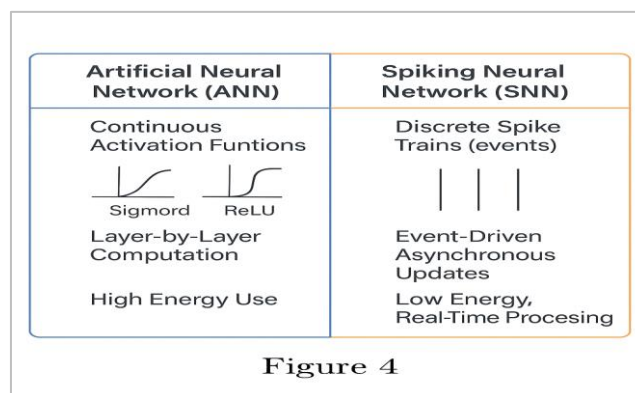 Artificial Neural
Network (ANN)
Continuous
Activation Funtions
Sigmord
ReLU
Layer-by-Layer
Computation
High Energy Use
Spiking Neural
Network (SNN)
Discrete Spike
Trains (events)
Event-Driven
Asynchronous
Updates
Low Energy,
Real-Time Procesing
Figure 4